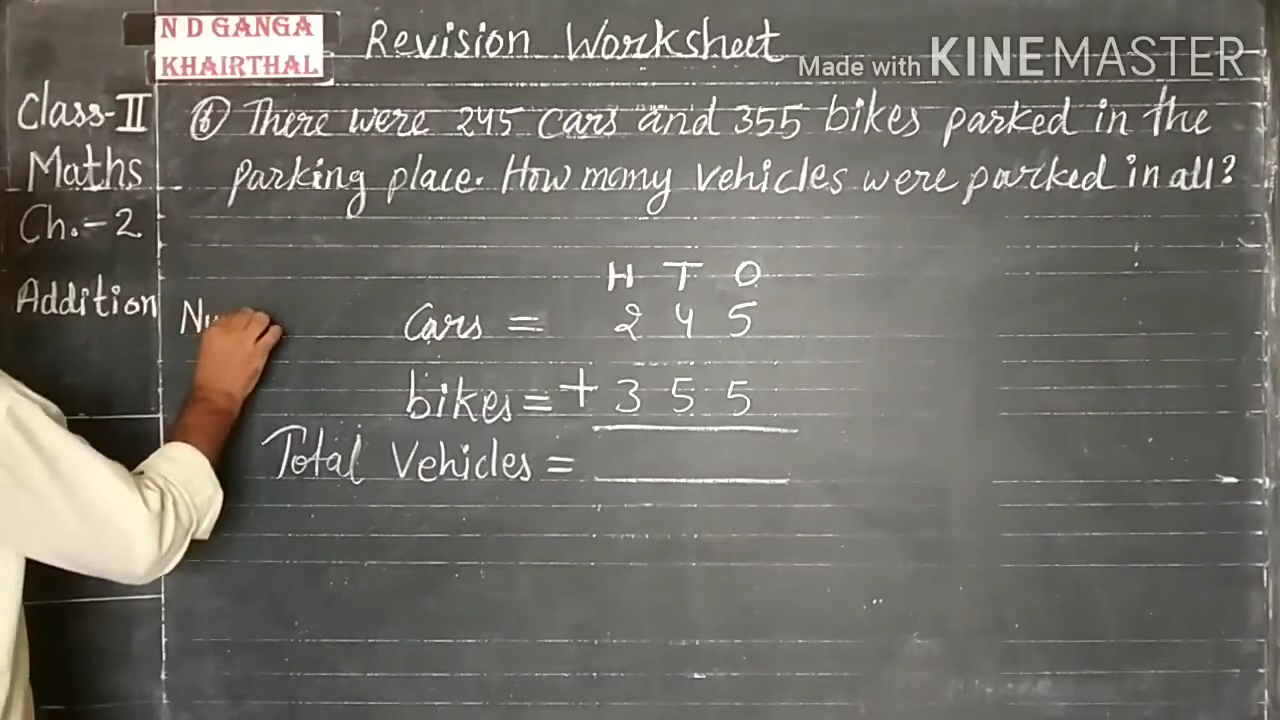 N D GANGA
KHAIRTHAL
Revision Worksheet
Made with KINEMASTER
Class-II
Maths
Ch.-2
Addition
There were 245 cars and 355 bikes parked in the
parking place. How many vehicles were parked in all?
H T O
Cars = 2 4 5
bikes = + 3 5 5
Total Vehicles =